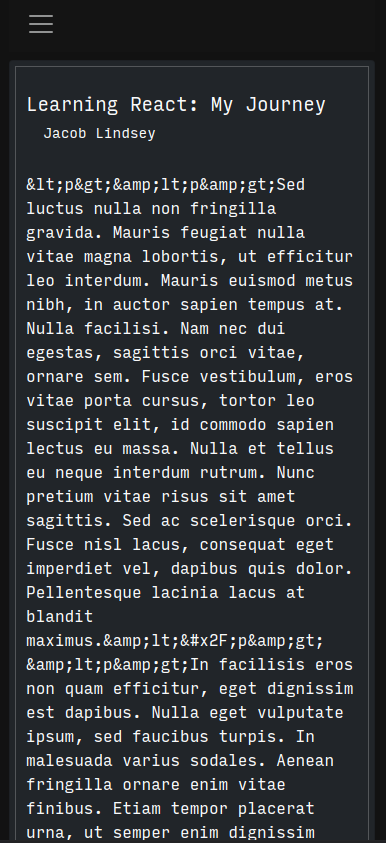 Learning React: My Journey
Jacob Lindsey
&lt;p&gt;&amp;lt;p&amp;gt;Sed
luctus nulla non fringilla
gravida. Mauris feugiat nulla
vitae magna lobortis, ut efficitur
leo interdum. Mauris euismod metus
nibh, in auctor sapien tempus at.
Nulla facilisi. Nam nec dui
egestas, sagittis orci vitae,
ornare sem. Fusce vestibulum, eros
vitae porta cursus, tortor leo
suscipit elit, id commodo sapien
lectus eu massa. Nulla et tellus
eu neque interdum rutrum. Nunc
pretium vitae risus sit amet
sagittis. Sed ac scelerisque orci.
Fusce nisl lacus, consequat eget
imperdiet vel, dapibus quis dolor.
Pellentesque lacinia lacus at
blandit
maximus.&amp;lt;&#x2F;p&amp;gt;
&amp;lt;p&amp;gt;In facilisis eros
non quam efficitur, eget dignissim
est dapibus. Nulla eget vulputate
ipsum, sed faucibus turpis. In
malesuada varius sodales. Aenean
fringilla ornare enim vitae
finibus. Etiam tempor placerat
urna, ut semper enim dignissim